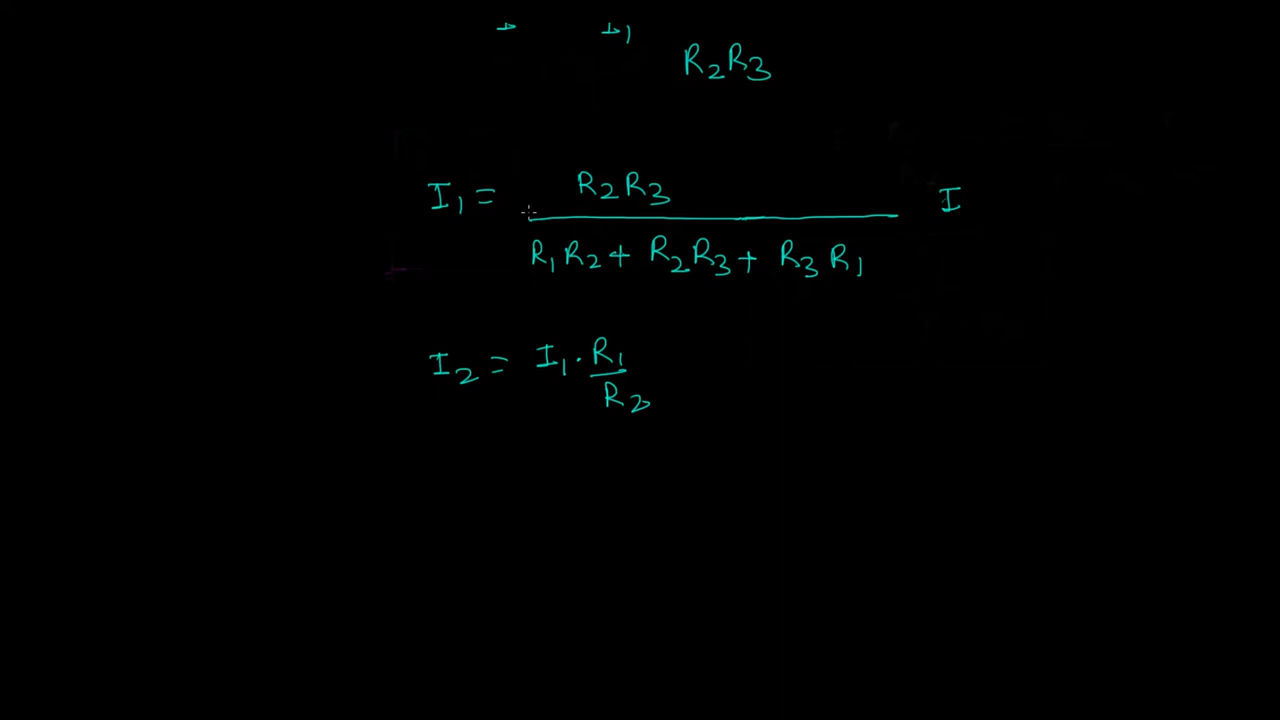 R2R3
I1 = R2R3 / R1R2 + R2R3 + R3R1 I
I2 = I1 · R1 / R2